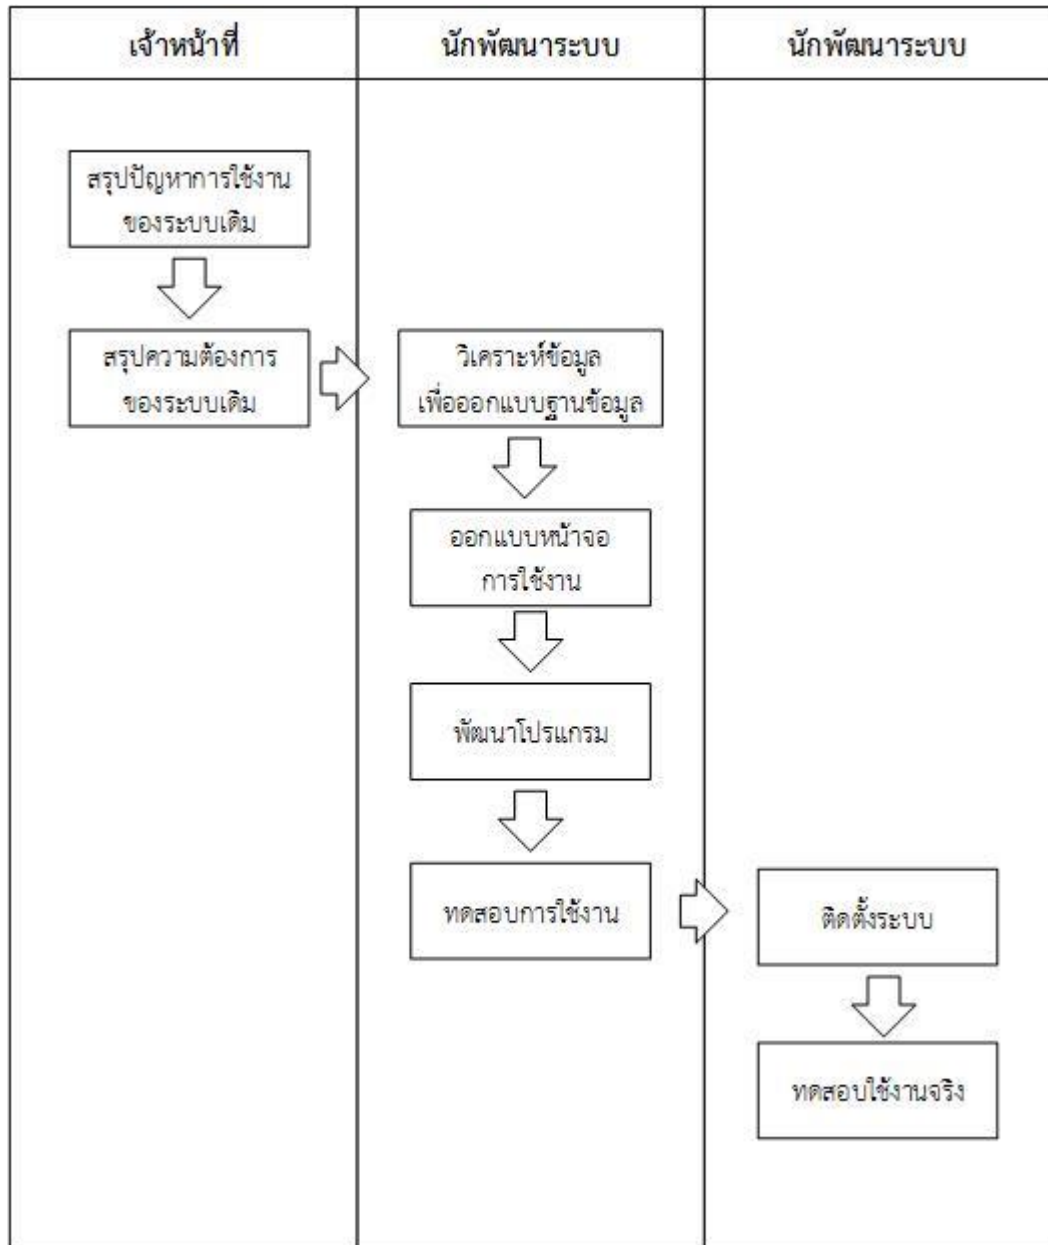 เจ้าหน้าที่
นักพัฒนาระบบ
นักพัฒนาระบบ
สรุปปัญหาการใช้งาน
ของระบบเดิม
สรุปความต้องการ
ของระบบเดิม
วิเคราะห์ข้อมูล
เพื่อออกแบบฐานข้อมูล
ออกแบบหน้าจอ
การใช้งาน
พัฒนาโปรแกรม
ทดสอบการใช้งาน
ติดตั้งระบบ
ทดสอบใช้งานจริง